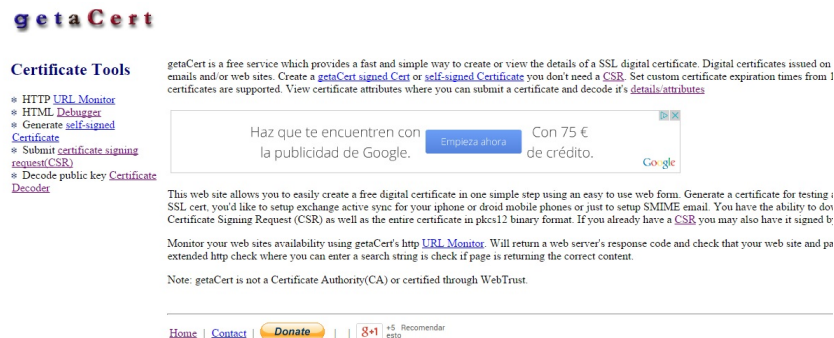 getaCert
Certificate Tools
HTTP URL Monitor
HTML Debugger
Generate self-signed
Certificate
Submit certificate signing
request(CSR)
Decode public key Certificate
Decoder
getaCert is a free service which provides a fast and simple way to create or view the details of a SSL digital certificate. Digital certificates issued on
emails and/or web sites. Create a getaCert signed Cert or self-signed Certificate you don't need a CSR. Set custom certificate expiration times from 1
certificates are supported. View certificate attributes where you can submit a certificate and decode it's details/attributes
Haz que te encuentren con
la publicidad de Google.
Empieza ahora
Con 75 €
de crédito.
Google
This web site allows you to easily create a free digital certificate in one simple step using an easy to use web form. Generate a certificate for testing a
SSL cert, you'd like to setup exchange active sync for your iphone or droid mobile phones or just to setup SMIME email. You have the ability to do
Certificate Signing Request (CSR) as well as the entire certificate in pkcs12 binary format. If you already have a CSR you may also have it signed b
Monitor your web sites availability using getaCert's http URL Monitor. Will return a web server's response code and check that your web site and pa
extended http check where you can enter a search string is check if page is returning the correct content.
Note: getaCert is not a Certificate Authority(CA) or certified through WebTrust.
Home | Contact | Donate | | g+1 +5 Recomendar
esto